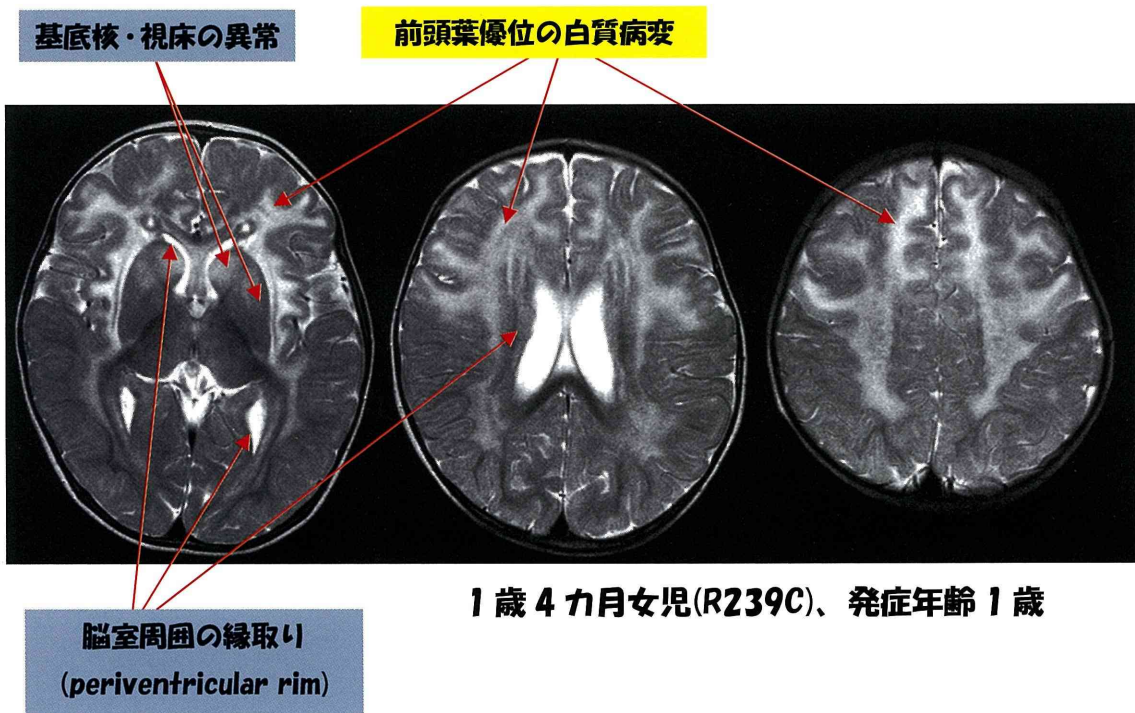 基底核・視床の異常
前頭葉優位の白質病変
1歳4カ月女児(R239C)、発症年齢1歳
脳室周囲の縁取り
(periventricular rim)